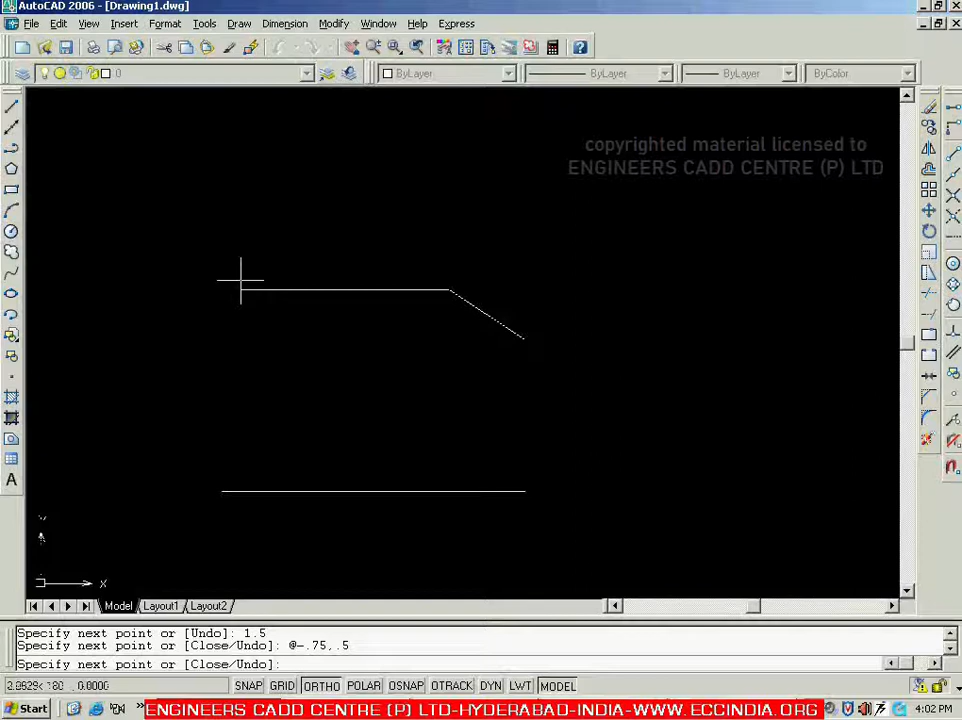 AutoCAD 2006 - [Drawing1.dwg]
File Edit View Insert Format Tools Draw Dimension Modify Window Help Express
0 ByLayer ByLayer ByLayer ByColor
copyrighted material licensed to
ENGINEERS CADD CENTRE (P) LTD
A
X
Model Layout1 Layout2
Specify next point or [Undo]: 1.5
Specify next point or [Close/Undo]: @-.75,.5
Specify next point or [Close/Undo]:
SNAP GRID ORTHO POLAR OSNAP OTRACK DYN LWT MODEL
Start ENGINEERS CADD CENTRE (P) LTD-HYDERABAD-INDIA-WWW.ECCINDIA.ORG 4:02 PM